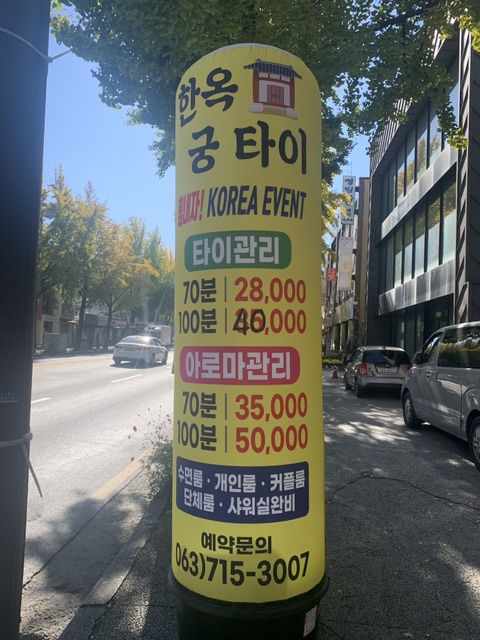 한옥
궁 타이
힘내자! KOREA EVENT
타이관리
70분 | 28,000
100분 | 40,000
아로마관리
70분 | 35,000
100분 | 50,000
수면룸 · 개인룸 · 커플룸
단체룸 · 샤워실완비
예약문의
063)715-3007